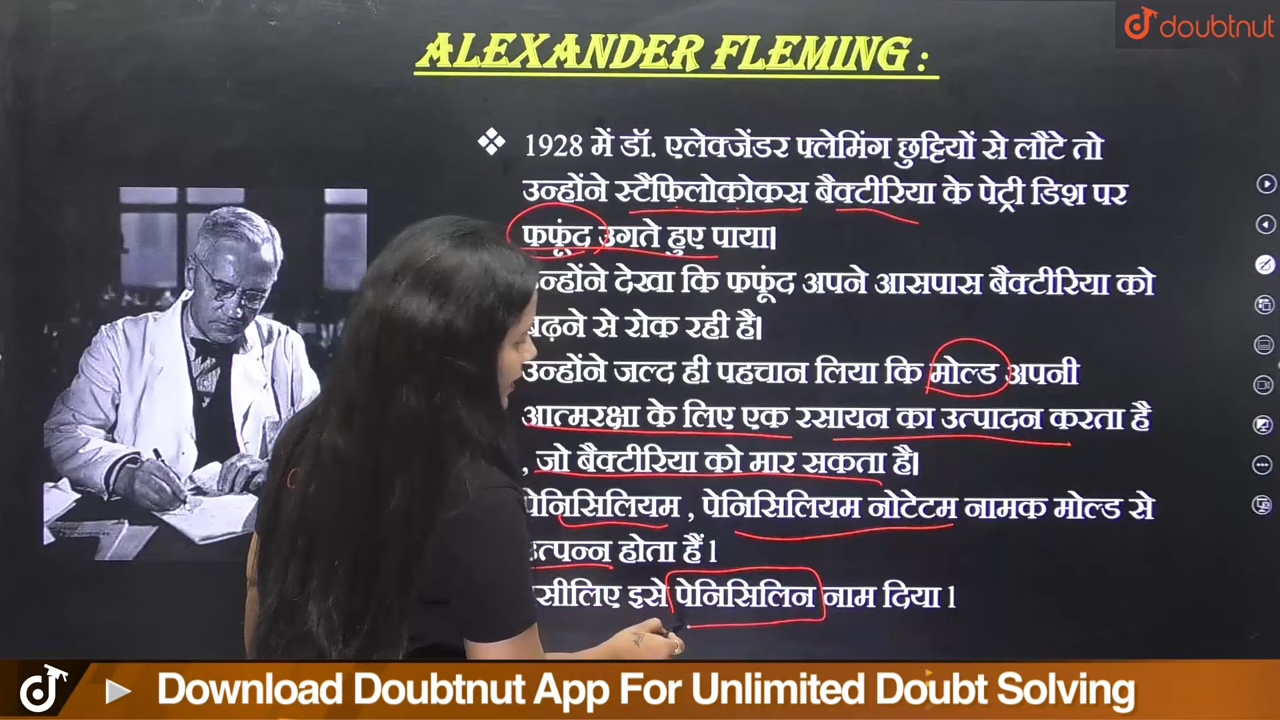 doubtnut
ALEXANDER FLEMING :
1928 में डॉ. एलेक्जेंडर फ्लेमिंग छुट्टियों से लौटे तो
उन्होंने स्टैफिलोकोकस बैक्टीरिया के पेट्री डिश पर
फफूंद उगते हुए पाया।
देखा कि फफूंद अपने आसपास बैक्टीरिया को
से रोक रही है।
उन्होंने जल्द ही पहचान लिया कि मोल्ड अपनी
आत्मरक्षा के लिए एक रसायन का उत्पादन करता है
, जो बैक्टीरिया को मार सकता है।
पेनिसिलियम , पेनिसिलियम नोटेटम नामक मोल्ड से
होता हैं l
इसे पेनिसिलिन नाम दिया l
Download Doubtnut App For Unlimited Doubt Solving